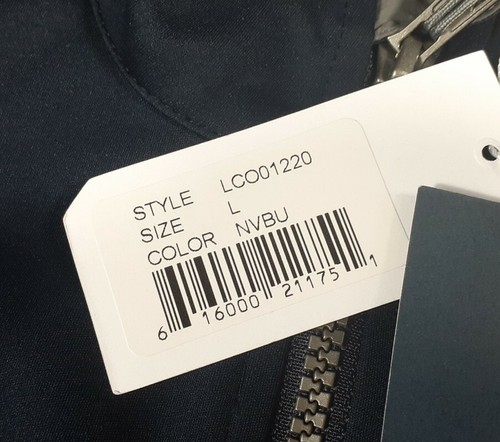 STYLE LCO01220
SIZE L
COLOR NVBU
6 16000 21175 1